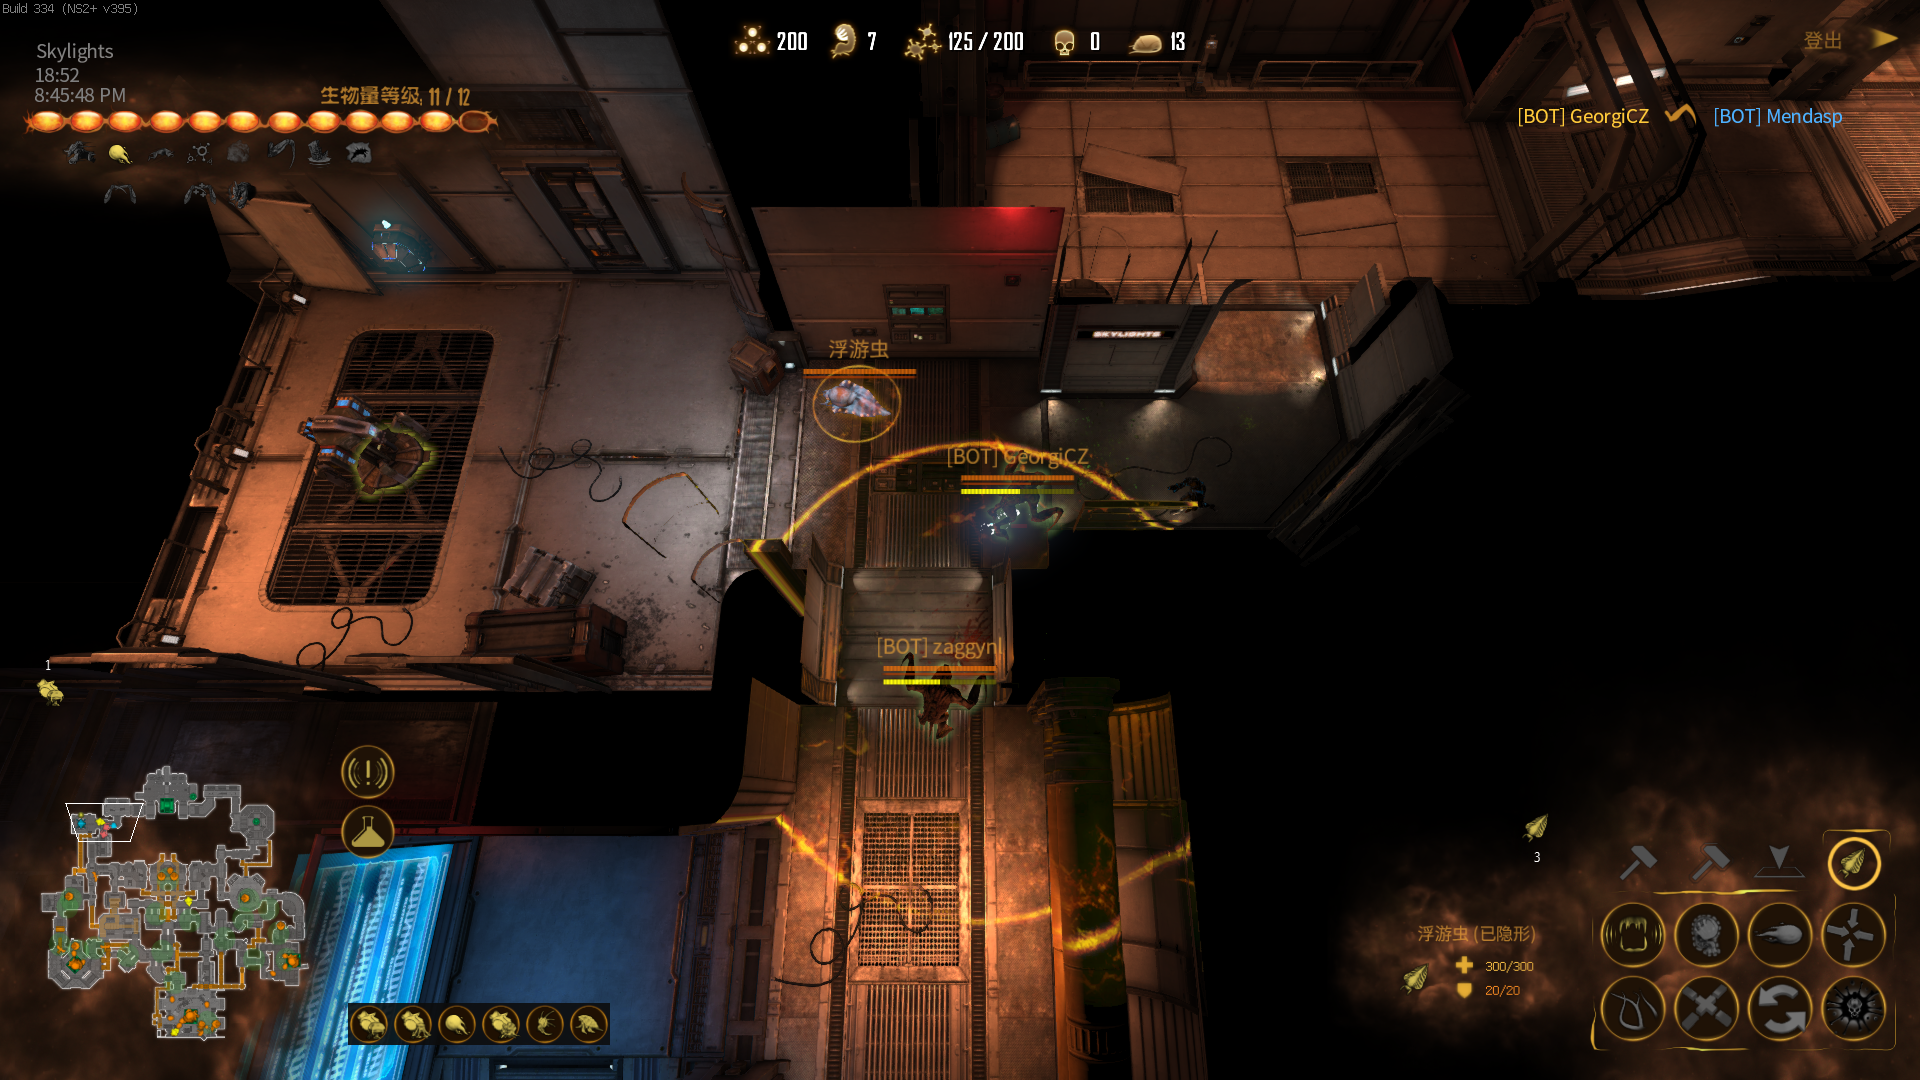 Build 334 (NS2+ v395)
200 7 125 / 200 0 13
登出
Skylights
18:52
8:45:48 PM
生物量等级, 11 / 12
[BOT] GeorgiCZ [BOT] Mendasp
SKYLIGHTS
浮游虫
[BOT] GeorgiCZ
[BOT] zaggynl
1
3
浮游虫 (已隐形)
300/300
20/20